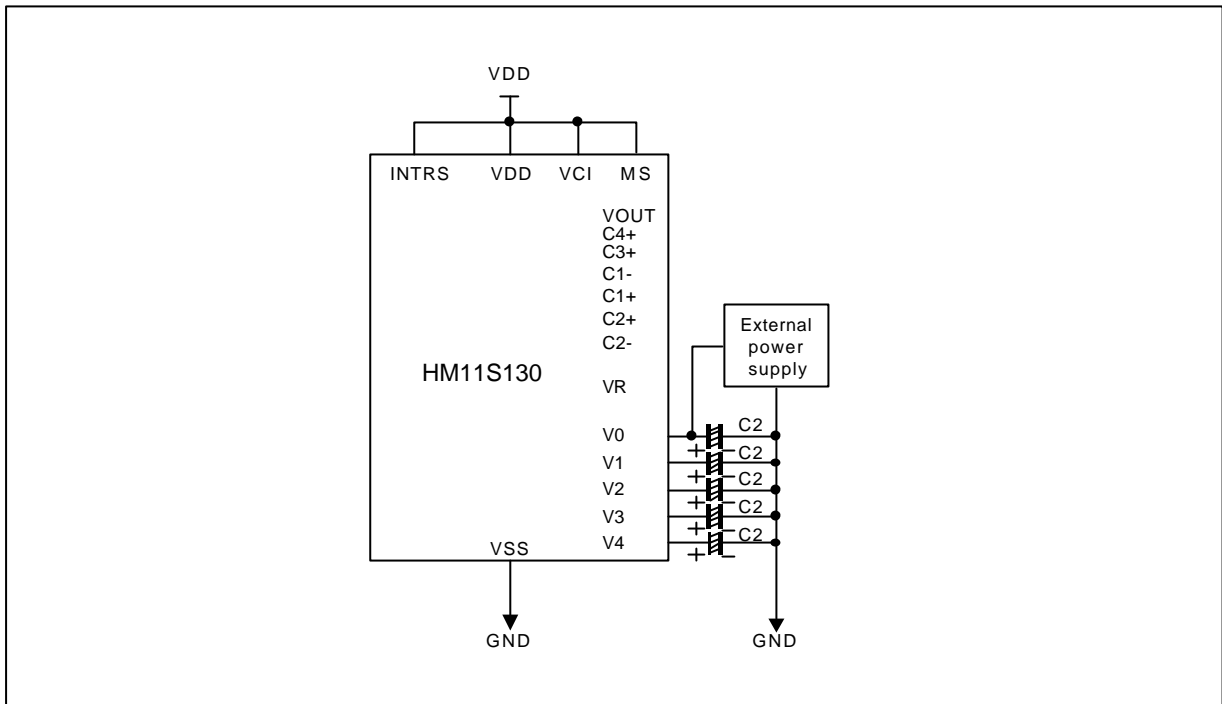 VDD
INTRS VDD VCI MS
VOUT
C4+
C3+
C1-
C1+
C2+
C2-
External
power
supply
HM11S130
VR
V0
+ - C2
V1
+ - C2
V2
+ - C2
V3
+ - C2
V4
+ - C2
VSS
GND GND